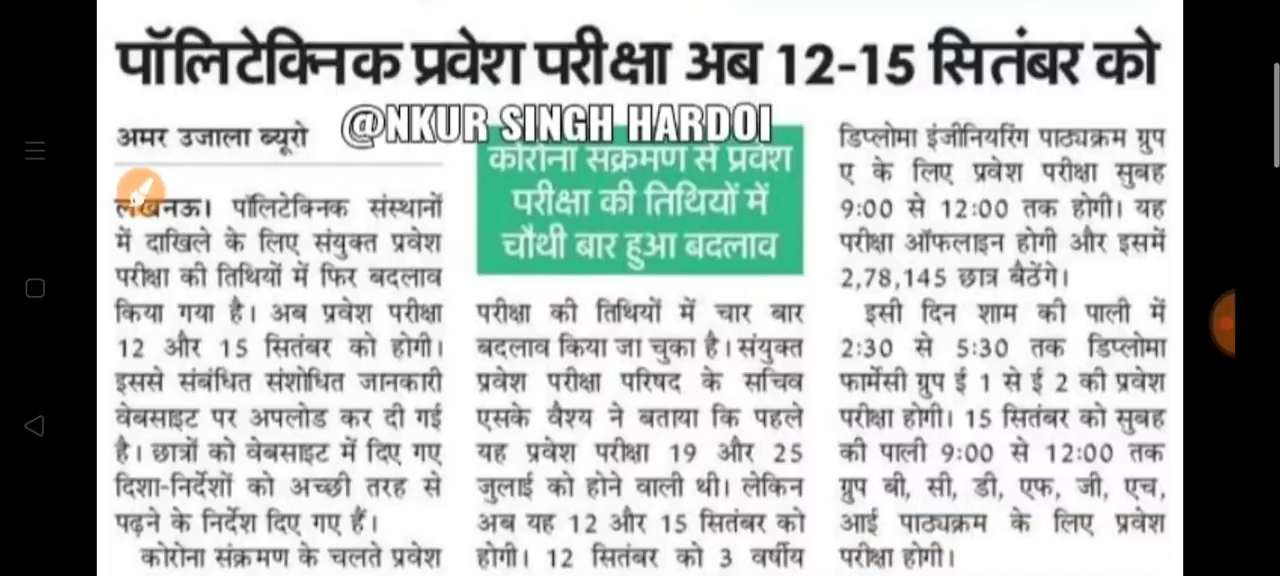 पॉलिटेक्निक प्रवेश परीक्षा अब 12-15 सितंबर को
@NKUR SINGH HARDOI
अमर उजाला ब्यूरो
लखनऊ। पॉलिटेक्निक संस्थानों
में दाखिले के लिए संयुक्त प्रवेश
परीक्षा की तिथियों में फिर बदलाव
किया गया है। अब प्रवेश परीक्षा
12 और 15 सितंबर को होगी।
इससे संबंधित संशोधित जानकारी
वेबसाइट पर अपलोड कर दी गई
है। छात्रों को वेबसाइट में दिए गए
दिशा-निर्देशों को अच्छी तरह से
पढ़ने के निर्देश दिए गए हैं।
कोरोना संक्रमण के चलते प्रवेश
कोरोना संक्रमण से प्रवेश
परीक्षा की तिथियों में
चौथी बार हुआ बदलाव
परीक्षा की तिथियों में चार बार
बदलाव किया जा चुका है। संयुक्त
प्रवेश परीक्षा परिषद के सचिव
एसके वैश्य ने बताया कि पहले
यह प्रवेश परीक्षा 19 और 25
जुलाई को होने वाली थी। लेकिन
अब यह 12 और 15 सितंबर को
होगी। 12 सितंबर को 3 वर्षीय
डिप्लोमा इंजीनियरिंग पाठ्यक्रम ग्रुप
ए के लिए प्रवेश परीक्षा सुबह
9:00 से 12:00 तक होगी। यह
परीक्षा ऑफलाइन होगी और इसमें
2,78,145 छात्र बैठेंगे।
इसी दिन शाम की पाली में
2:30 से 5:30 तक डिप्लोमा
फार्मेसी ग्रुप ई 1 से ई 2 की प्रवेश
परीक्षा होगी। 15 सितंबर को सुबह
की पाली 9:00 से 12:00 तक
ग्रुप बी, सी, डी, एफ, जी, एच,
आई पाठ्यक्रम के लिए प्रवेश
परीक्षा होगी।